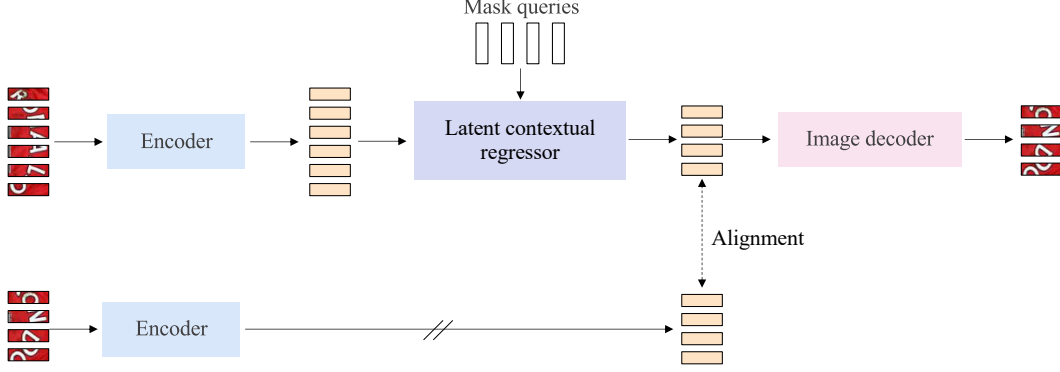 Mask queries
Encoder
Latent contextual
regressor
Image decoder
Alignment
Encoder